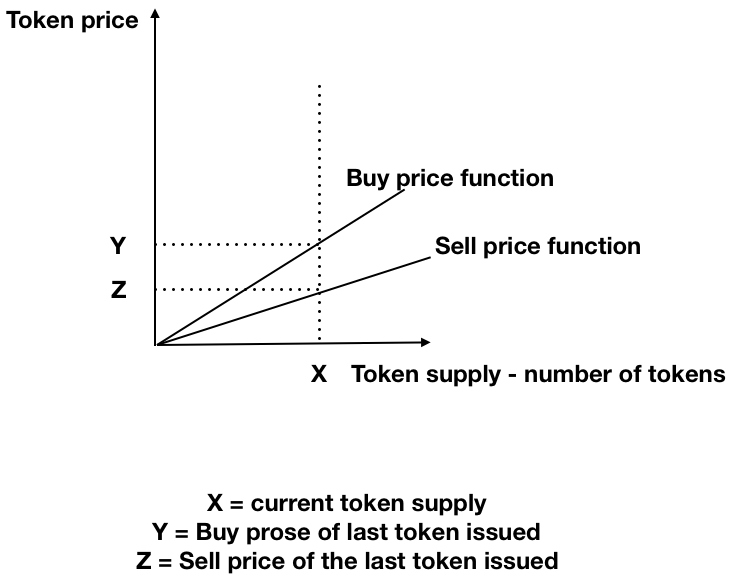 Token price
Buy price function
Y
Sell price function
Z
X Token supply - number of tokens
X = current token supply
Y = Buy prose of last token issued
Z = Sell price of the last token issued